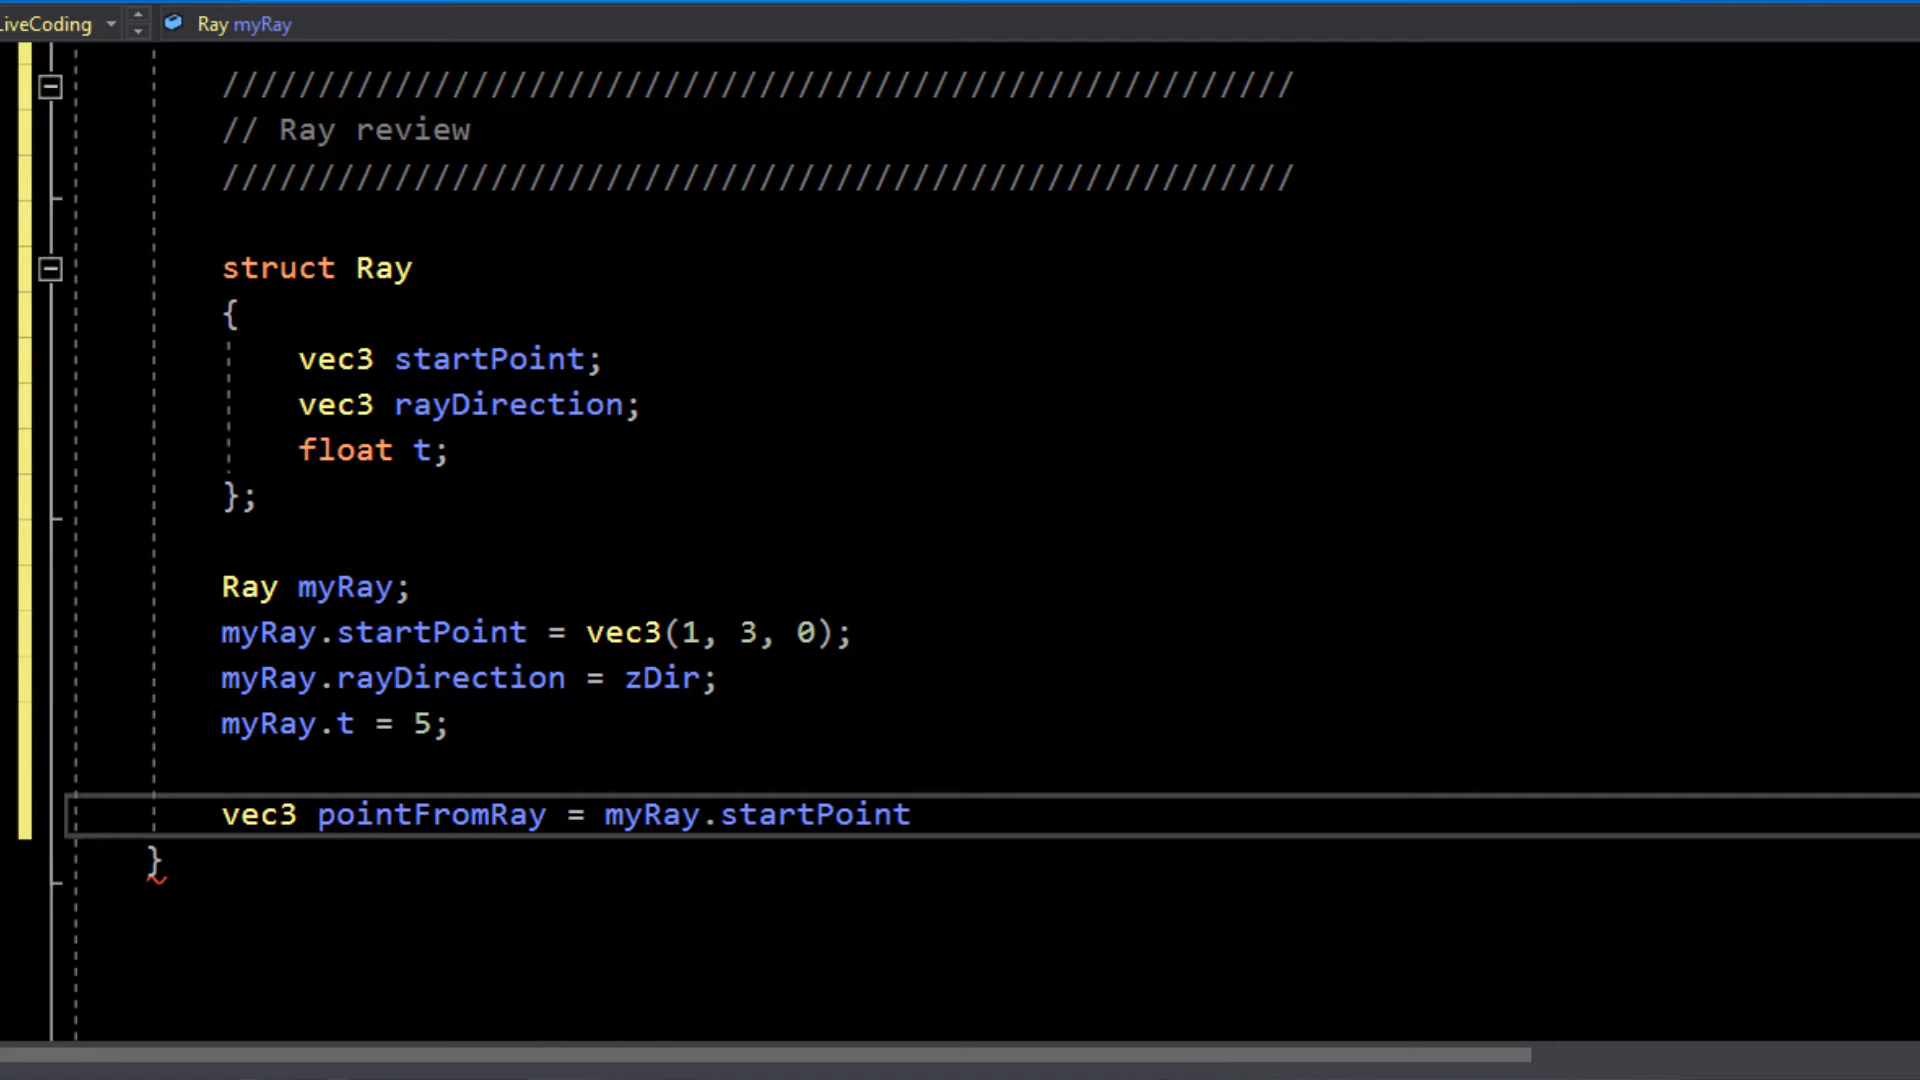 LiveCoding Ray myRay
////////////////////////////////////////////////////////
// Ray review
////////////////////////////////////////////////////////
struct Ray
{
vec3 startPoint;
vec3 rayDirection;
float t;
};
Ray myRay;
myRay.startPoint = vec3(1, 3, 0);
myRay.rayDirection = zDir;
myRay.t = 5;
vec3 pointFromRay = myRay.startPoint
}